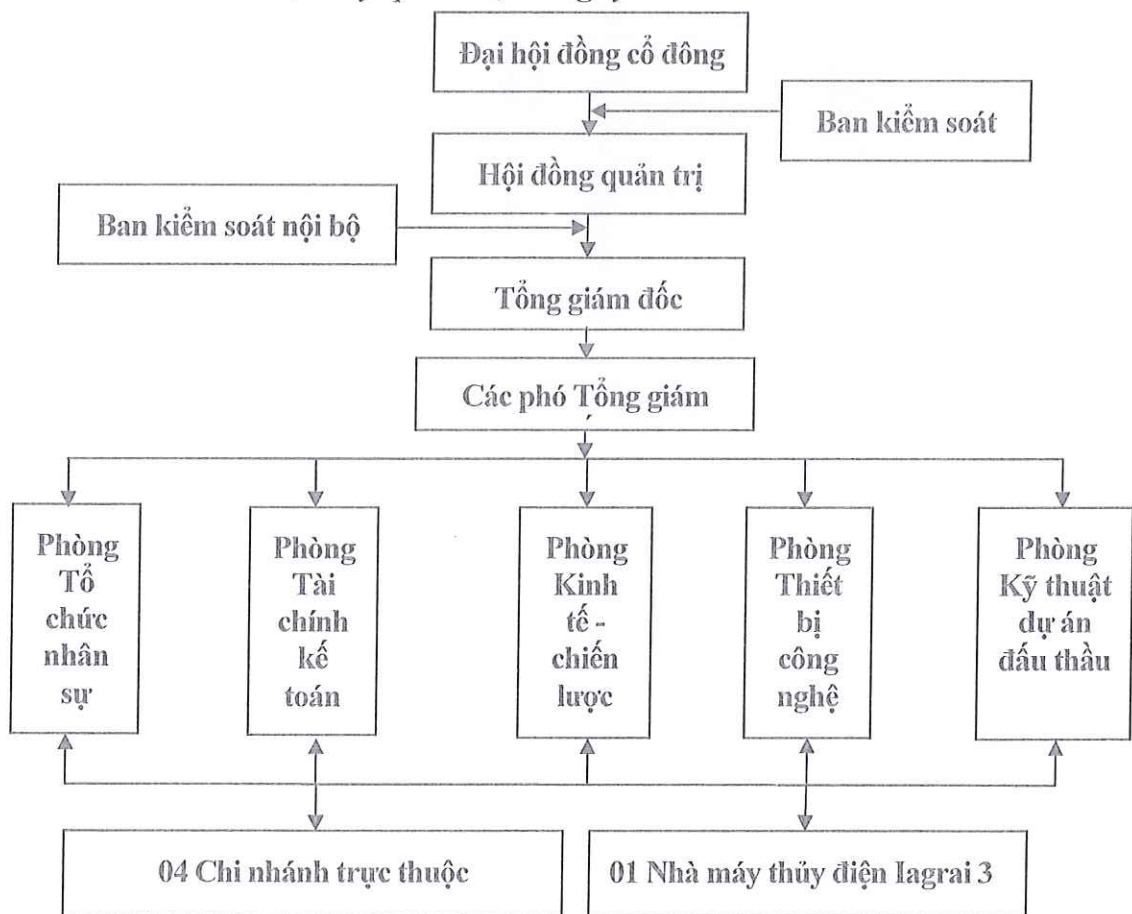 Đại hội đồng cổ đông
Ban kiểm soát
Hội đồng quản trị
Ban kiểm soát nội bộ
Tổng giám đốc
Các phó Tổng giám
Phòng
Tổ
chức
nhân
sự
Phòng
Tài
chính
kế
toán
Phòng
Kinh
tế -
chiến
lược
Phòng
Thiết
bị
công
nghệ
Phòng
Kỹ thuật
dự án
đấu thầu
04 Chi nhánh trực thuộc
01 Nhà máy thủy điện Iagrai 3